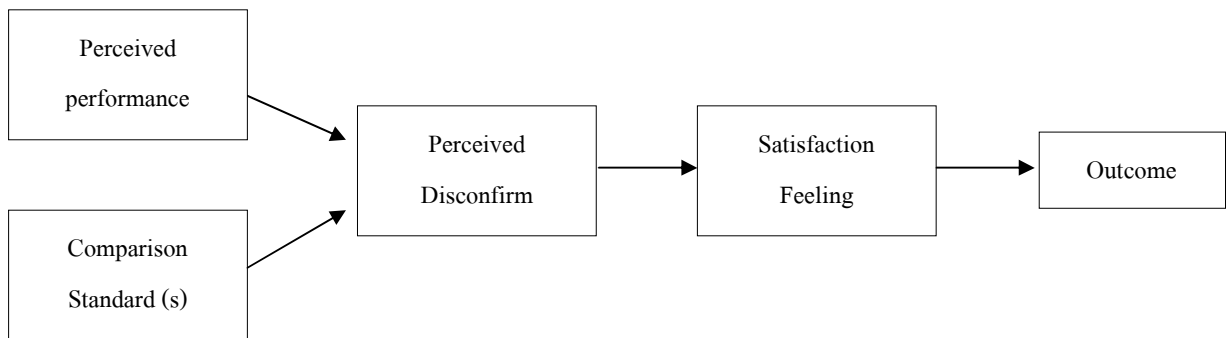 Perceived
performance
Comparison
Standard (s)
Perceived
Disconfirm
Satisfaction
Feeling
Outcome